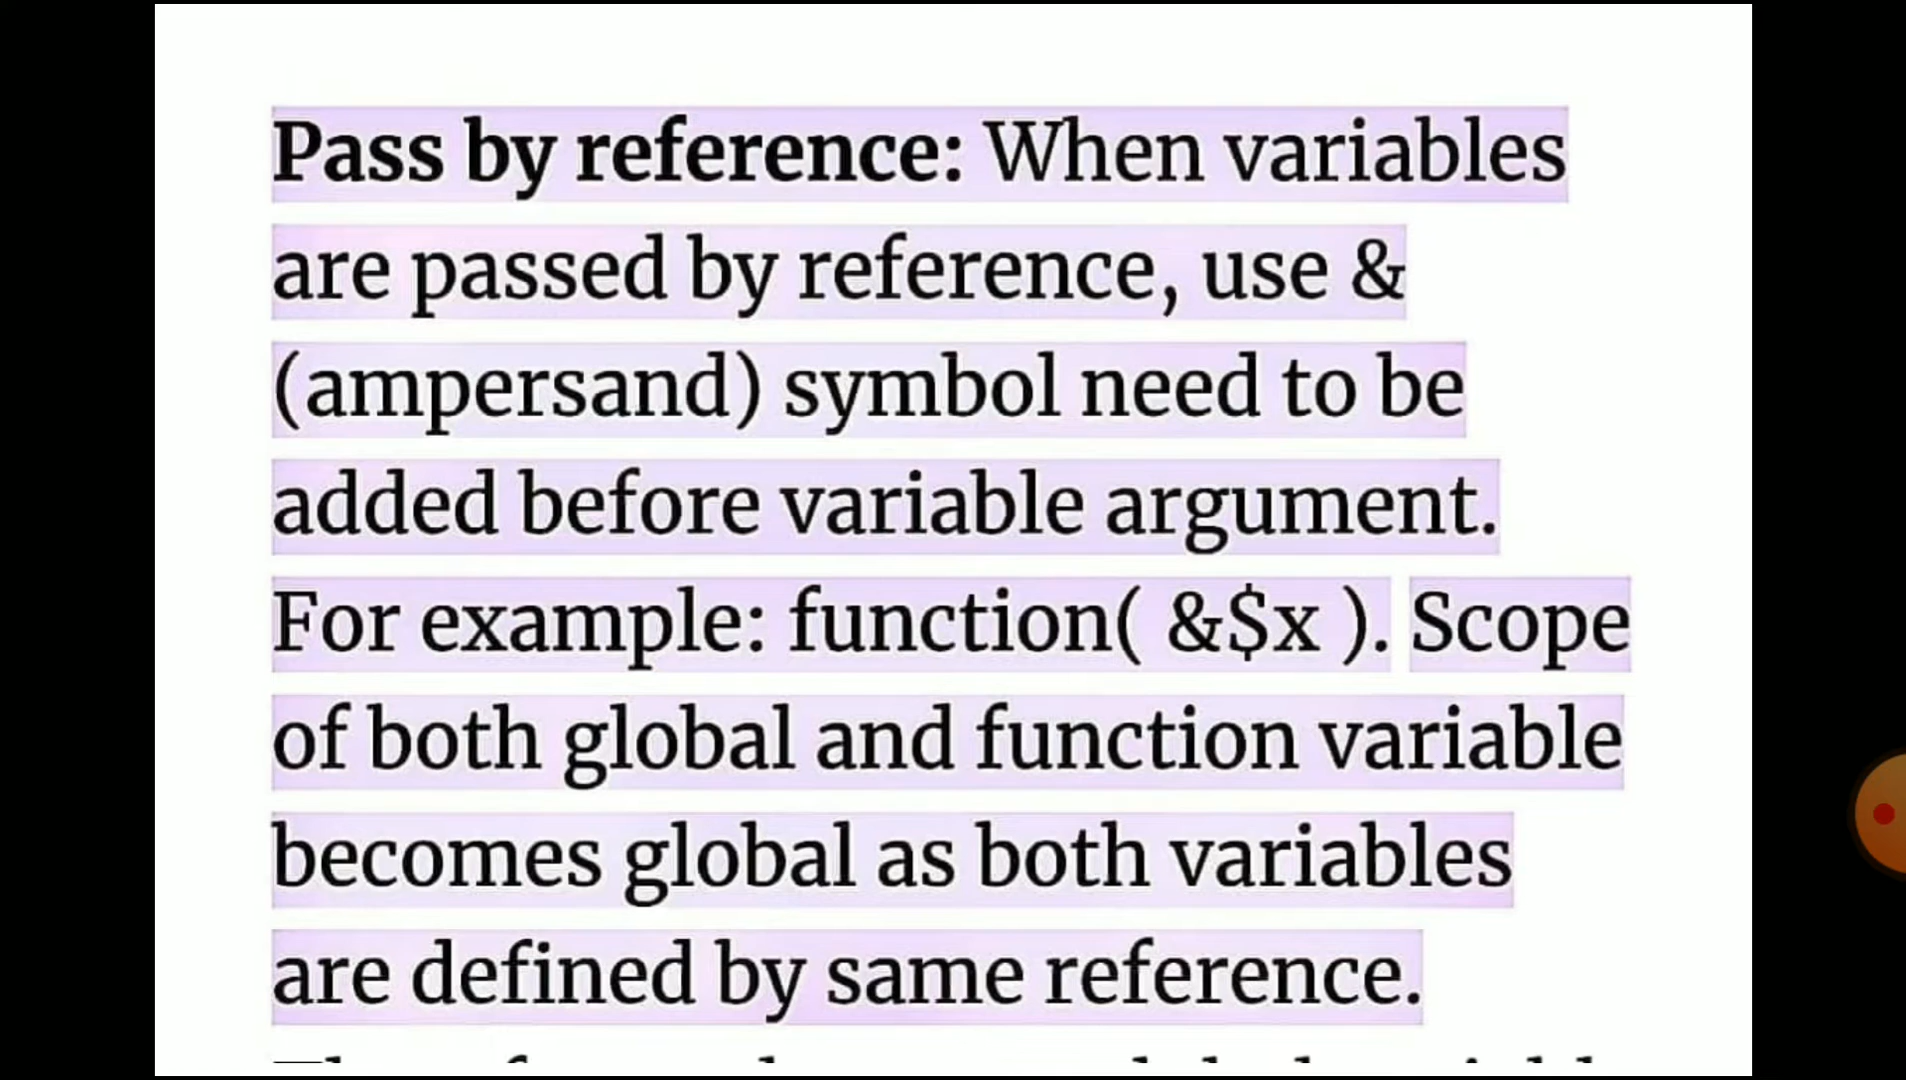 Pass by reference: When variables
are passed by reference, use &
(ampersand) symbol need to be
added before variable argument.
For example: function( &$x ). Scope
of both global and function variable
becomes global as both variables
are defined by same reference.